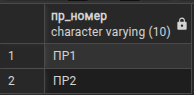 пр_номер
character varying (10)
1 ПР1
2 ПР2